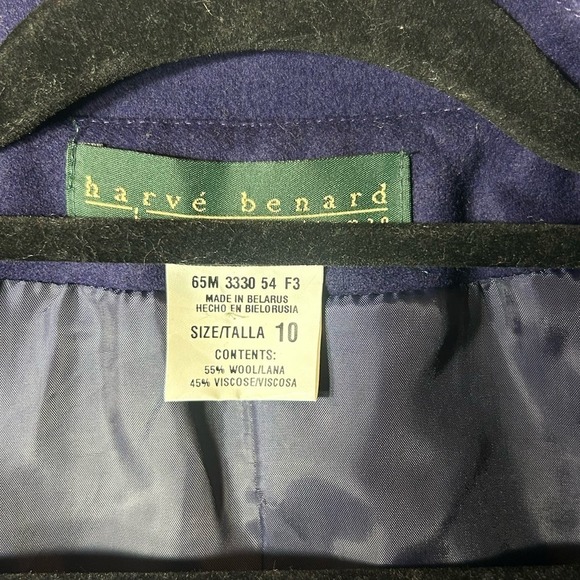 harvé benard
65M 3330 54 F3
MADE IN BELARUS
HECHO EN BIELORUSIA
SIZE/TALLA 10
CONTENTS:
55% WOOL/LANA
45% VISCOSE/VISCOSA